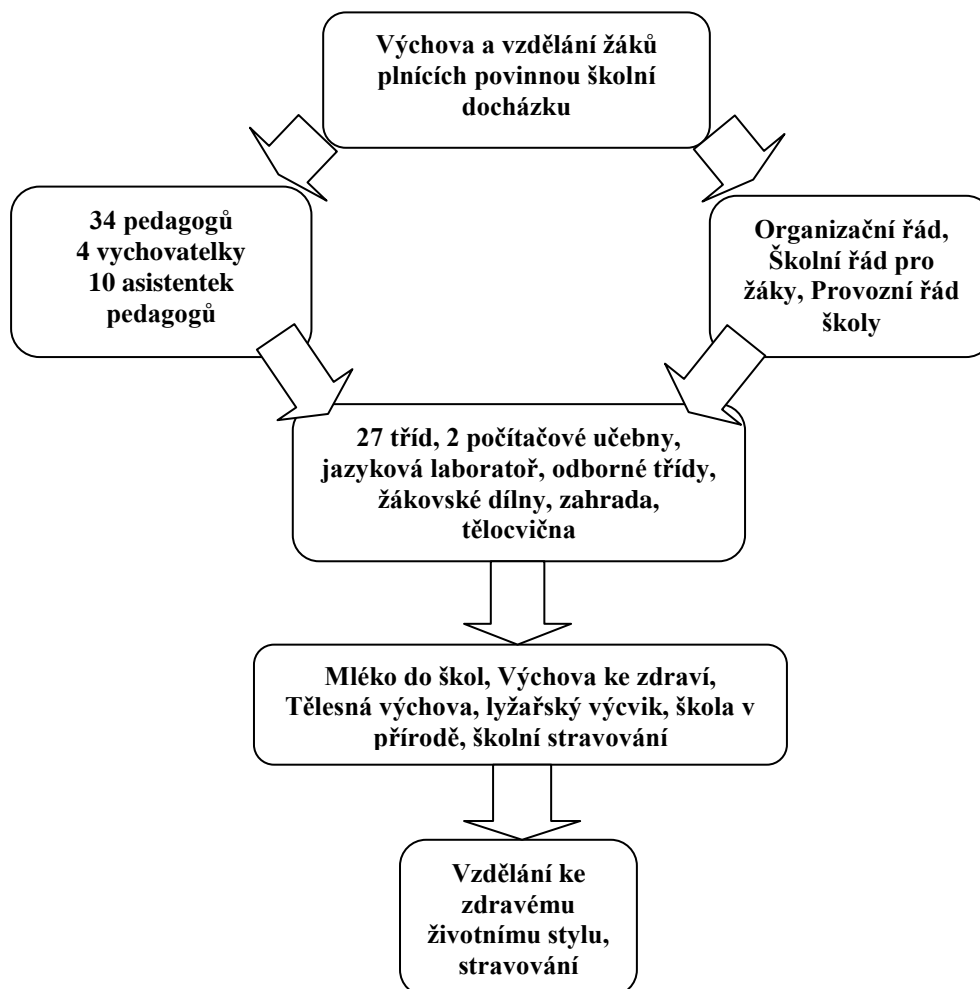 Výchova a vzdělání žáků
plnících povinnou školní
docházku
34 pedagogů
4 vychovatelky
10 asistentek
pedagogů
Organizační řád,
Školní řád pro
žáky, Provozní řád
školy
27 tříd, 2 počítačové učebny,
jazyková laboratoř, odborné třídy,
žákovské dílny, zahrada,
tělocvična
Mléko do škol, Výchova ke zdraví,
Tělesná výchova, lyžařský výcvik, škola v
přírodě, školní stravování
Vzdělání ke
zdravému
životnímu stylu,
stravování